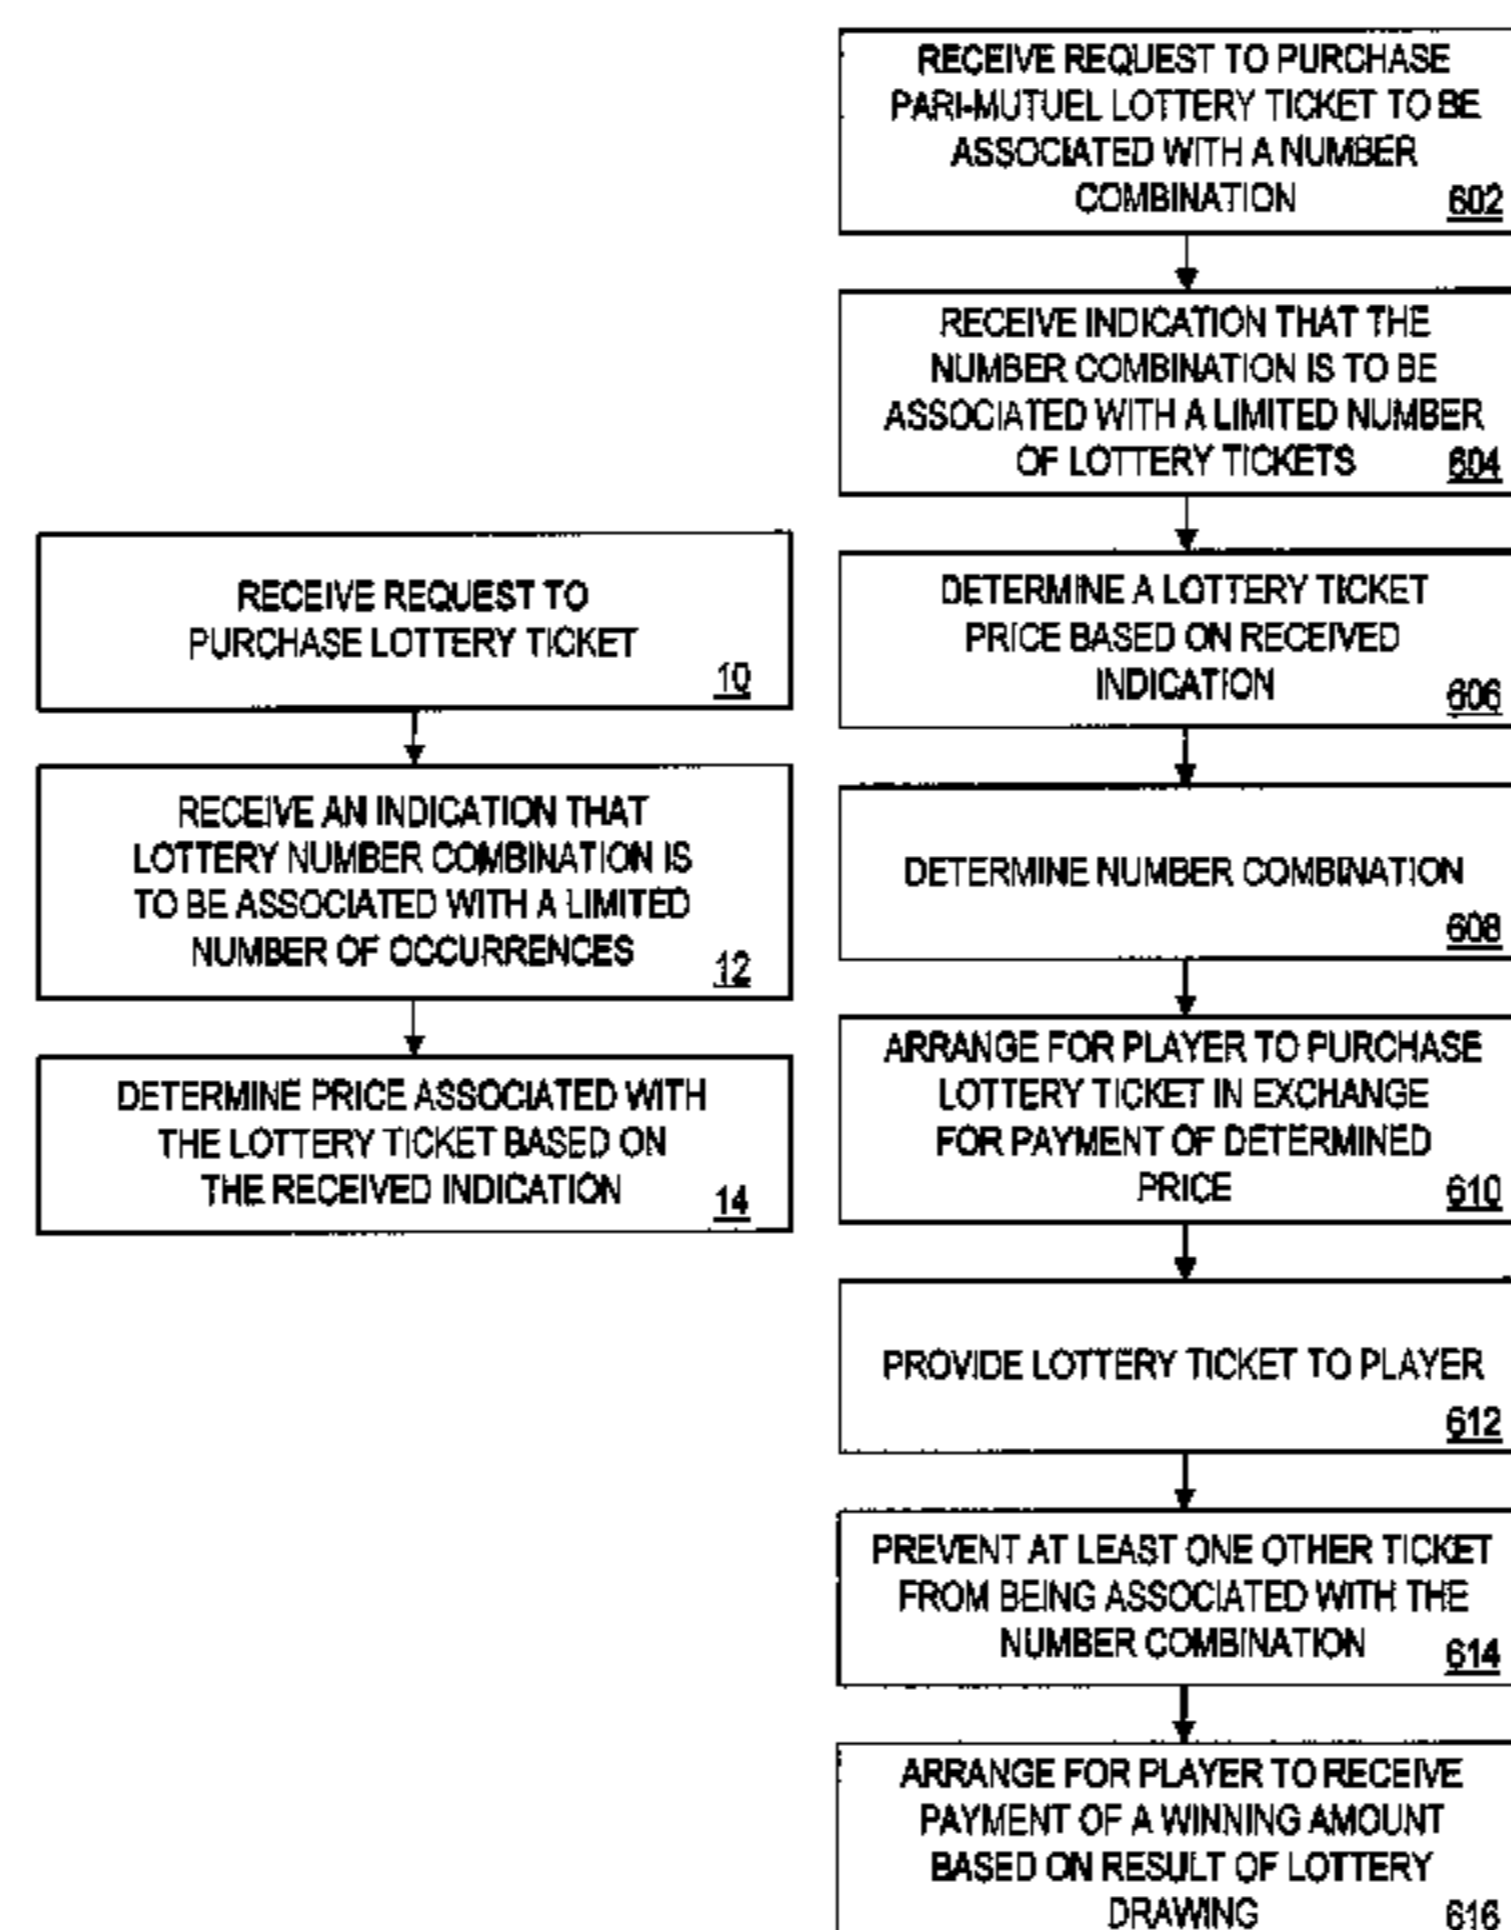 RECEIVE REQUEST TO
PURCHASE LOTTERY TICKET
10
RECEIVE AN INDICATION THAT
LOTTERY NUMBER COMBINATION IS
TO BE ASSOCIATED WITH A LIMITED
NUMBER OF OCCURRENCES
12
DETERMINE PRICE ASSOCIATED WITH
THE LOTTERY TICKET BASED ON
THE RECEIVED INDICATION
14
RECEIVE REQUEST TO PURCHASE
PARI-MUTUEL LOTTERY TICKET TO BE
ASSOCIATED WITH A NUMBER
COMBINATION
602
RECEIVE INDICATION THAT THE
NUMBER COMBINATION IS TO BE
ASSOCIATED WITH A LIMITED NUMBER
OF LOTTERY TICKETS
604
DETERMINE A LOTTERY TICKET
PRICE BASED ON RECEIVED
INDICATION
606
DETERMINE NUMBER COMBINATION
608
ARRANGE FOR PLAYER TO PURCHASE
LOTTERY TICKET IN EXCHANGE
FOR PAYMENT OF DETERMINED
PRICE
610
PROVIDE LOTTERY TICKET TO PLAYER
612
PREVENT AT LEAST ONE OTHER TICKET
FROM BEING ASSOCIATED WITH THE
NUMBER COMBINATION
614
ARRANGE FOR PLAYER TO RECEIVE
PAYMENT OF A WINNING AMOUNT
BASED ON RESULT OF LOTTERY
DRAWING
616